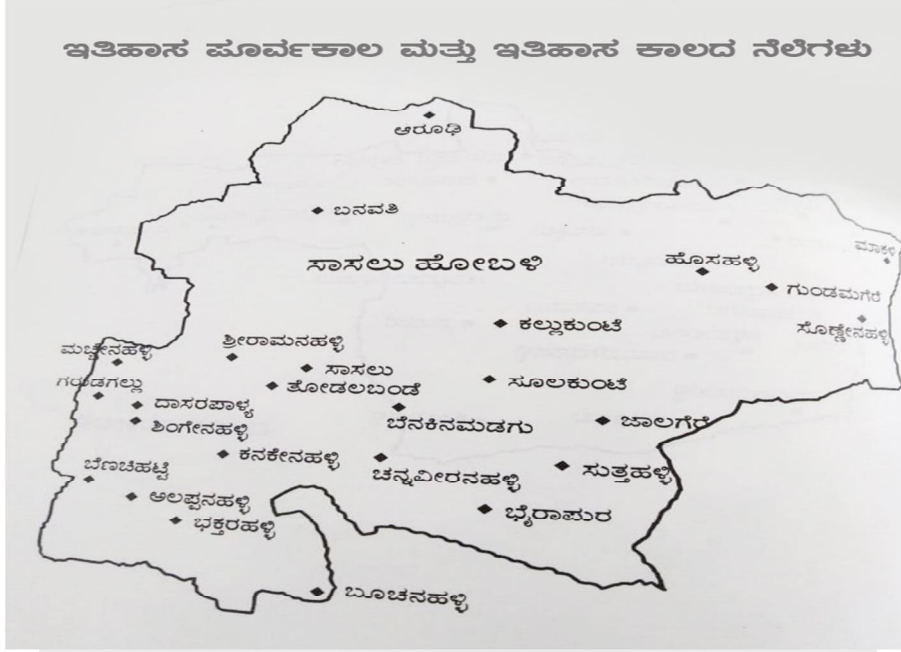 ಇತಿಹಾಸ ಪೂರ್ವಕಾಲ ಮತ್ತು ಇತಿಹಾಸ ಕಾಲದ ನೆಲೆಗಳು
ಆರೂಢಿ
ಬನವತಿ
ಮಾಕಳಿ
ಸಾಸಲು ಹೋಬಳಿ
ಹೊಸಹಳ್ಳಿ
ಗುಂಡಮಗೆರೆ
ಕಲ್ಲುಕುಂಟೆ
ಸೊಣ್ಣೇನಹಳ್ಳಿ
ಶ್ರೀರಾಮನಹಳ್ಳಿ
ಮಚ್ಚೇನಹಳ್ಳಿ
ಸಾಸಲು
ಗರುಡಗಲ್ಲು
ತೋಡಲಬಂಡೆ
ಸೂಲಕುಂಟೆ
ದಾಸರಪಾಳ್ಯ
ಶಿಂಗೇನಹಳ್ಳಿ
ಬೆನಕಿನಮಡಗು
ಜಾಲಗೆರೆ
ಕನಕೇನಹಳ್ಳಿ
ಬೆಣಚಿಹಟ್ಟಿ
ಚನ್ನವೀರನಹಳ್ಳಿ
ಸುತ್ತಹಳ್ಳಿ
ಅಲಪ್ಪನಹಳ್ಳಿ
ಭಕ್ತರಹಳ್ಳಿ
ಭೈರಾಪುರ
ಬೂಚನಹಳ್ಳಿ